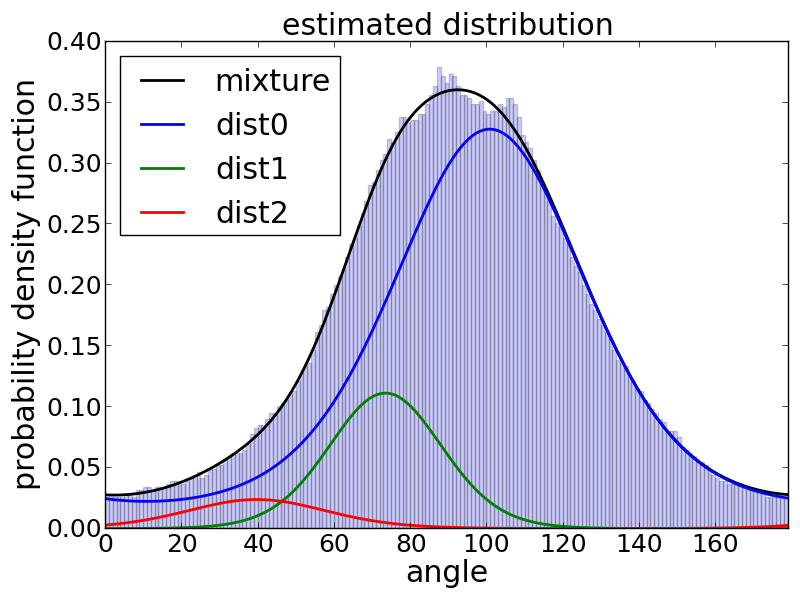 estimated distribution
probability density function
0.40
0.35
0.30
0.25
0.20
0.15
0.10
0.05
0.00
mixture
dist0
dist1
dist2
0 20 40 60 80 100 120 140 160
angle